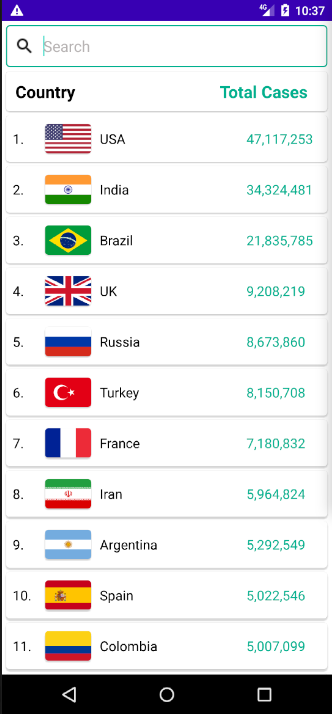 4G 10:37
Search
Country Total Cases
1. USA 47,117,253
2. India 34,324,481
3. Brazil 21,835,785
4. UK 9,208,219
5. Russia 8,673,860
6. Turkey 8,150,708
7. France 7,180,832
8. Iran 5,964,824
9. Argentina 5,292,549
10. Spain 5,022,546
11. Colombia 5,007,099